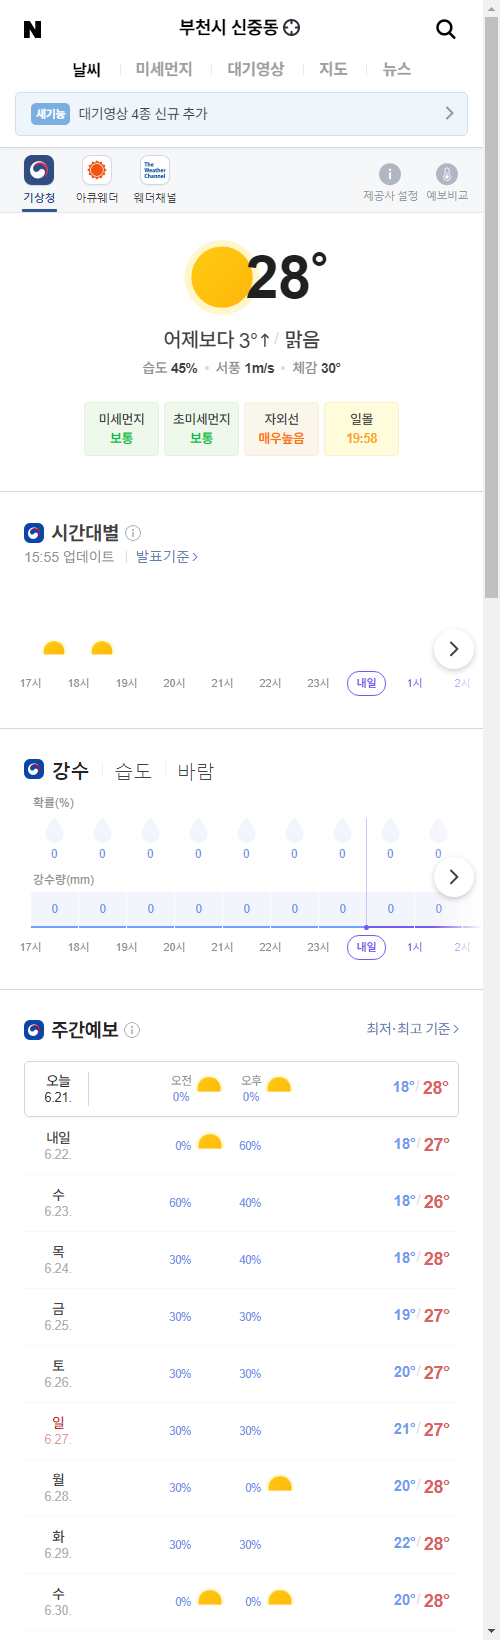 N
부천시 신중동
날씨 미세먼지 대기영상 지도 뉴스
새기능 대기영상 4종 신규 추가
The Weather Channel
기상청 아큐웨더 웨더채널 제공사 설정 예보비교
28°
어제보다 3°↑ / 맑음
습도 45% 서풍 1m/s 체감 30°
미세먼지 초미세먼지 자외선 일몰
보통 보통 매우높음 19:58
시간대별
15:55 업데이트 발표기준 >
17시 18시 19시 20시 21시 22시 23시 내일 1시 2시
강수 습도 바람
확률(%)
0 0 0 0 0 0 0 0 0
강수량(mm)
0 0 0 0 0 0 0 0 0
17시 18시 19시 20시 21시 22시 23시 내일 1시 2시
주간예보 최저·최고 기준 >
오늘 6.21. 오전 0% 오후 0% 18° / 28°
내일 6.22. 0% 60% 18° / 27°
수 6.23. 60% 40% 18° / 26°
목 6.24. 30% 40% 18° / 28°
금 6.25. 30% 30% 19° / 27°
토 6.26. 30% 30% 20° / 27°
일 6.27. 30% 30% 21° / 27°
월 6.28. 30% 0% 20° / 28°
화 6.29. 30% 30% 22° / 28°
수 6.30. 0% 0% 20° / 28°